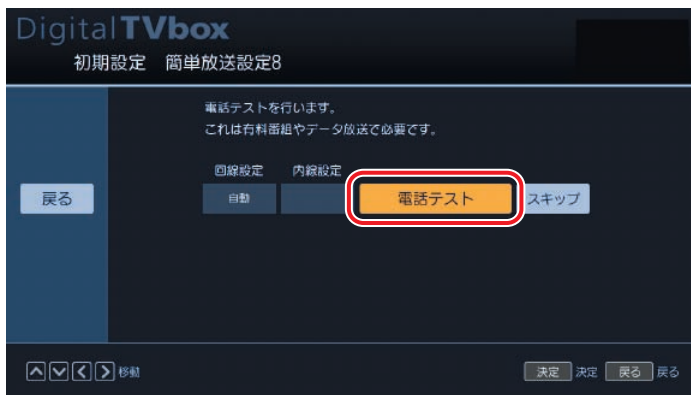 DigitalTVbox
初期設定 簡単放送設定8
電話テストを行います。
これは有料番組やデータ放送で必要です。
回線設定 内線設定
戻る 自動 電話テスト スキップ
移動 決定 決定 戻る 戻る